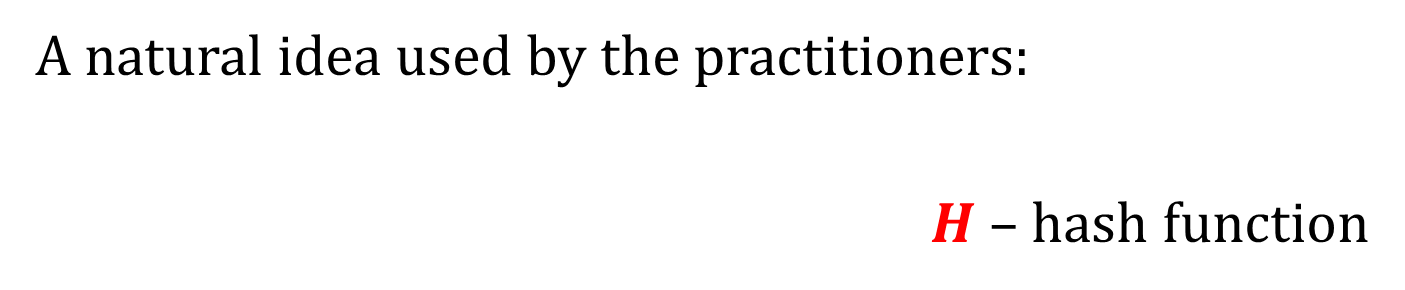 A natural idea used by the practitioners:
H – hash function